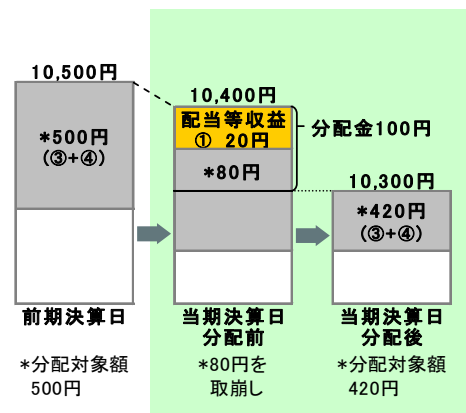 10,500円
*500円
(③+④)
前期決算日
*分配対象額
500円
10,400円
配当等収益
① 20円
*80円
分配金100円
当期決算日
分配前
*80円を
取崩し
10,300円
*420円
(③+④)
当期決算日
分配後
*分配対象額
420円